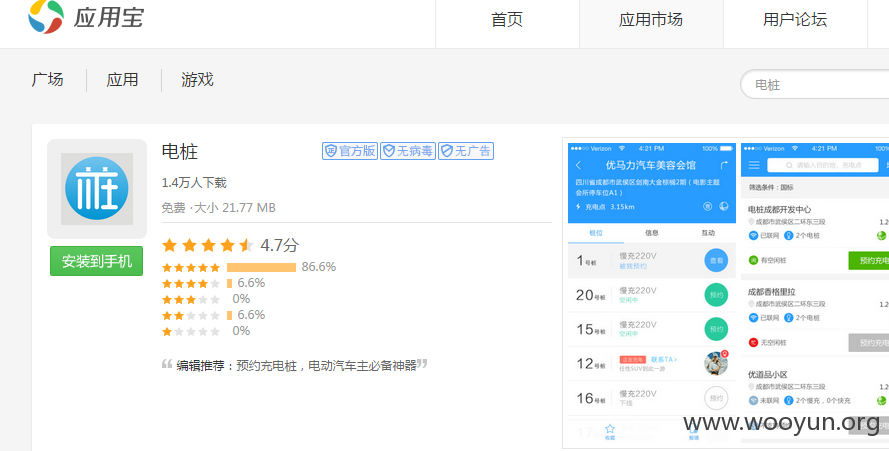 应用宝
首页
应用市场
用户论坛
广场
应用
游戏
电桩
电桩
官方版
无病毒
无广告
1.4万人下载
免费 · 大小 21.77 MB
安装到手机
4.7分
86.6%
6.6%
0%
6.6%
0%
编辑推荐：预约充电桩，电动汽车主必备神器
Verizon
4:21 PM
100%
优马力汽车美容会馆
四川省成都市武侯区剑南大金棕榈2期（电影主题
会所停车位A1）
充电点 3.15km
桩位
信息
互动
1号桩
慢充220V
被我预约
查看
20号桩
慢充220V
空闲中
预约
15号桩
慢充220V
空闲中
预约
12号桩
联系TA>
任性SUV到此一游
16号桩
慢充220V
下线
预约
收藏
Verizon
4:21 PM
100%
请输入目的地、充电点
筛选条件：国标
电桩成都开发中心
成都市武侯区二环东三段
1.2
已联网
2个电桩
有空闲桩
预约充电
成都香格里拉
成都市武侯区二环东三段
1.20
已联网
2个电桩
无空闲桩
预约充电
优道品小区
成都市武侯区二环东三段
1.20
未联网
2个慢充，0个快充
www.wooyun.org